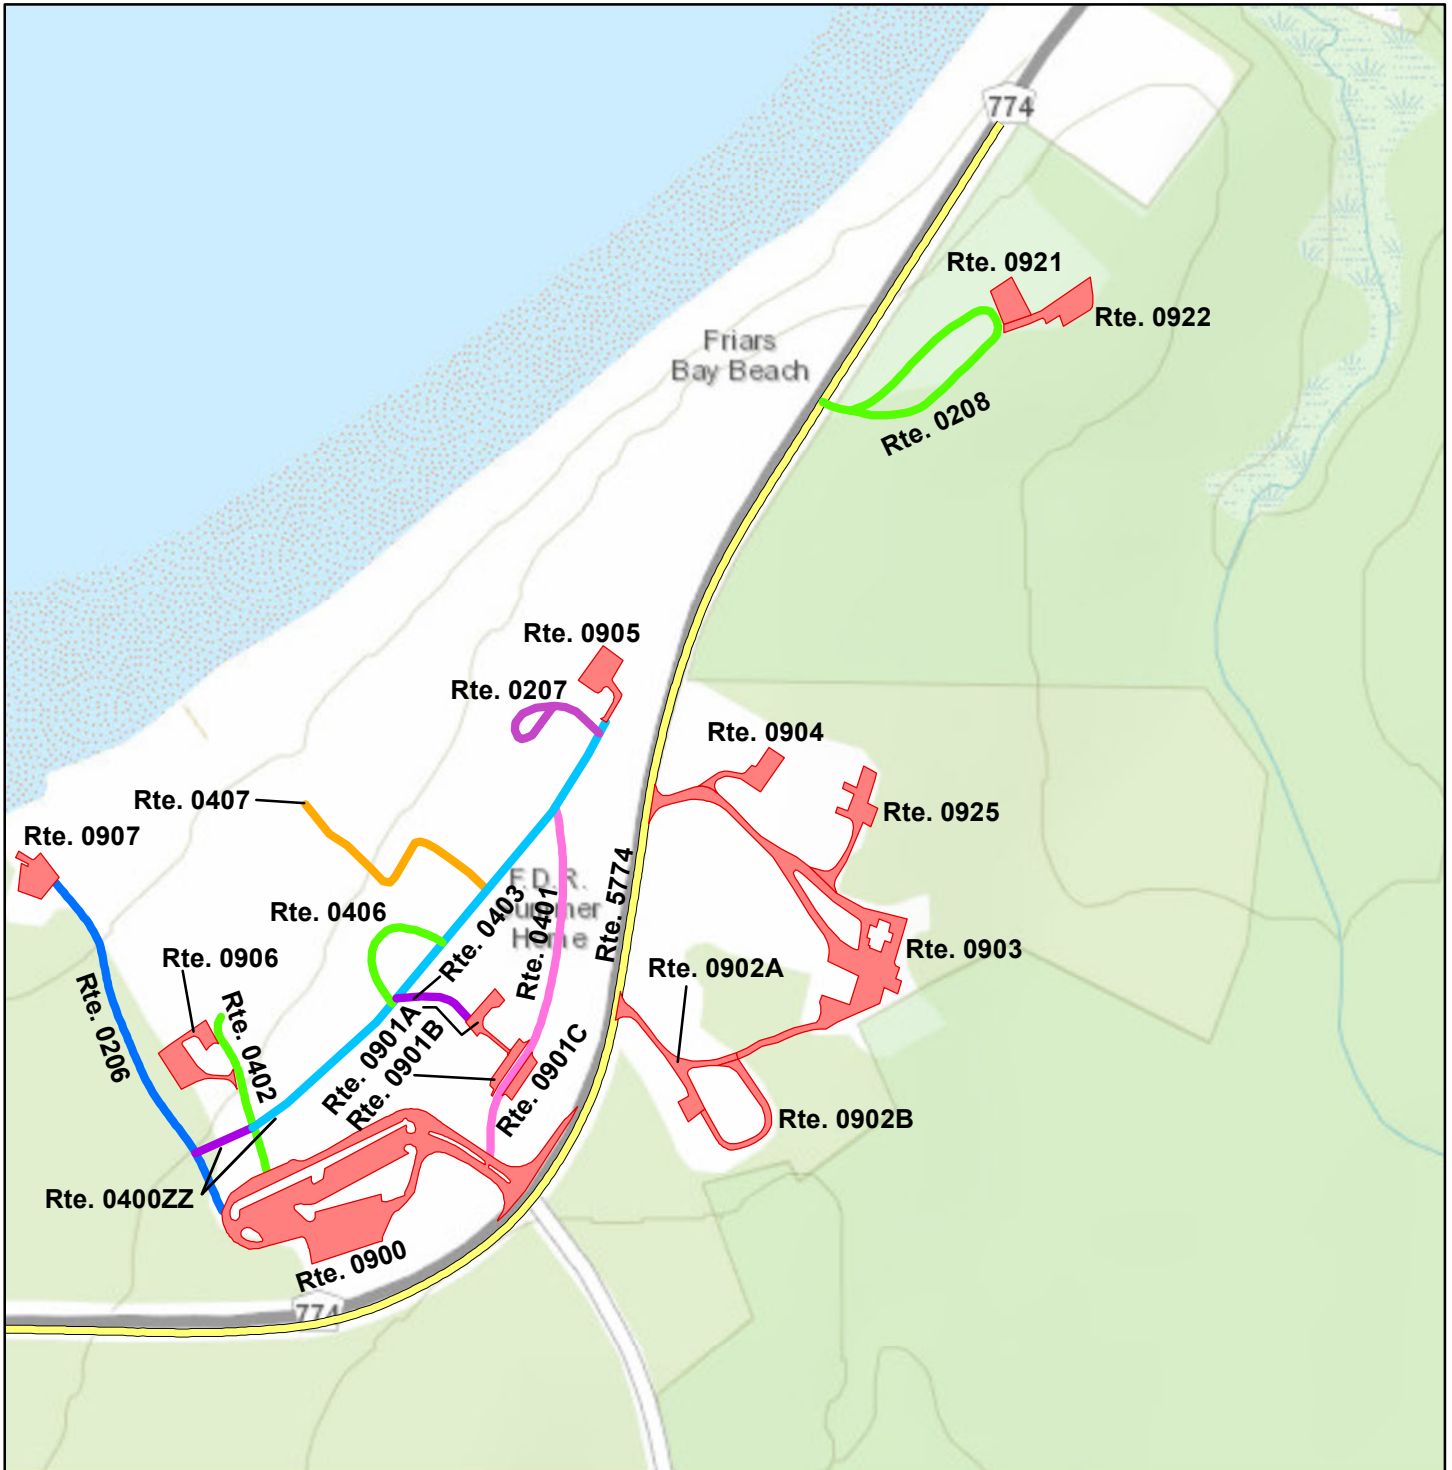 774
Rte. 0921
Rte. 0922
Friars
Bay Beach
Rte. 0208
Rte. 0905
Rte. 0207
Rte. 0904
Rte. 0407
Rte. 0925
Rte. 0907
F.D.R.
Summer
Home
Rte. 0403
Rte. 0401
Rte. 5774
Rte. 0406
Rte. 0903
Rte. 0906
Rte. 0902A
Rte. 0206
Rte. 0402
Rte. 0901A
Rte. 0901B
Rte. 0901C
Rte. 0902B
Rte. 0400ZZ
Rte. 0900
774